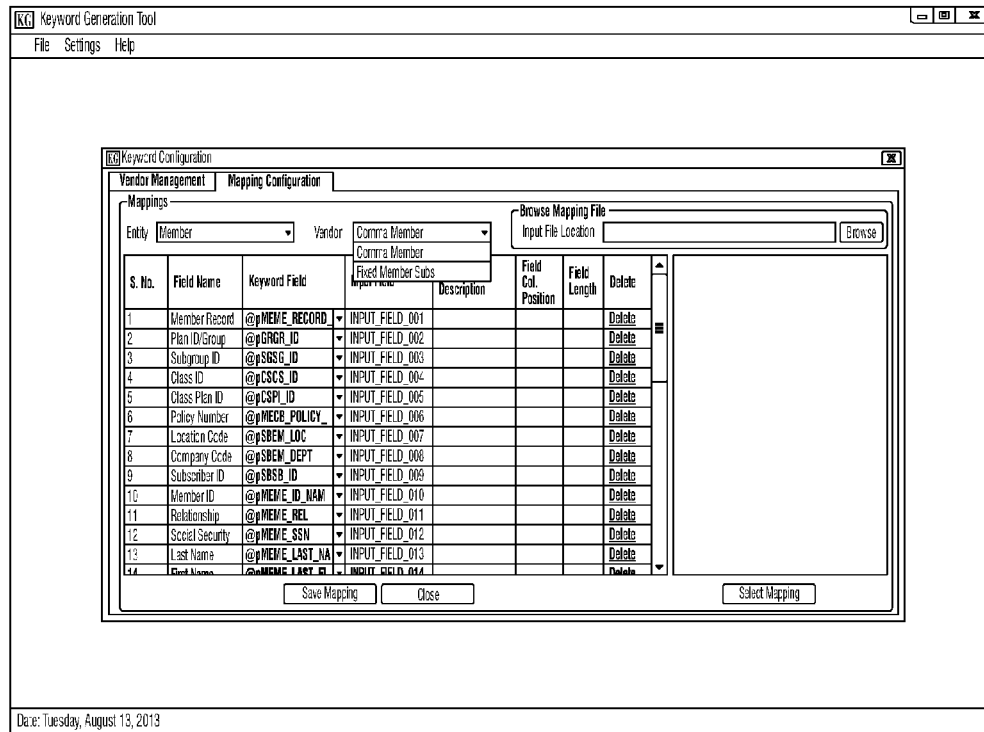 KG Keyword Generation Tool
File Settings Help
KG Keyword Configuration
Vendor Management Mapping Configuration
Mappings
Browse Mapping File
Entity Member Vendor Comma Member Input File Location Browse
Comma Member
Fixed Member Subs
S. No. Field Name Keyword Field Input Field Description Field Col. Position Field Length Delete
1 Member Record @pMEME_RECORD_ INPUT_FIELD_001 Delete
2 Plan ID/Group @pGRGR_ID INPUT_FIELD_002 Delete
3 Subgroup ID @pSGSG_ID INPUT_FIELD_003 Delete
4 Class ID @pCSCS_ID INPUT_FIELD_004 Delete
5 Class Plan ID @pCSPI_ID INPUT_FIELD_005 Delete
6 Policy Number @pMECB_POLICY_ INPUT_FIELD_006 Delete
7 Location Code @pSBEM_LOC INPUT_FIELD_007 Delete
8 Company Code @pSBEM_DEPT INPUT_FIELD_008 Delete
9 Subscriber ID @pSBSB_ID INPUT_FIELD_009 Delete
10 Member ID @pMEME_ID_NAM INPUT_FIELD_010 Delete
11 Relationship @pMEME_REL INPUT_FIELD_011 Delete
12 Social Security @pMEME_SSN INPUT_FIELD_012 Delete
13 Last Name @pMEME_LAST_NA INPUT_FIELD_013 Delete
14 First Name INPUT_FIELD_014 Delete
Save Mapping Close Select Mapping
Date: Tuesday, August 13, 2013